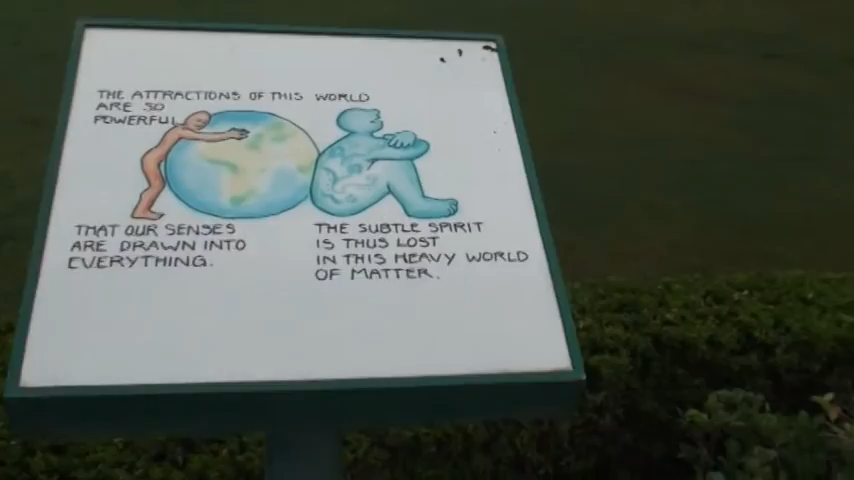 THE ATTRACTIONS OF THIS WORLD
ARE SO
POWERFUL
THAT OUR SENSES
ARE DRAWN INTO
EVERYTHING.
THE SUBTLE SPIRIT
IS THUS LOST
IN THIS HEAVY WORLD
OF MATTER.